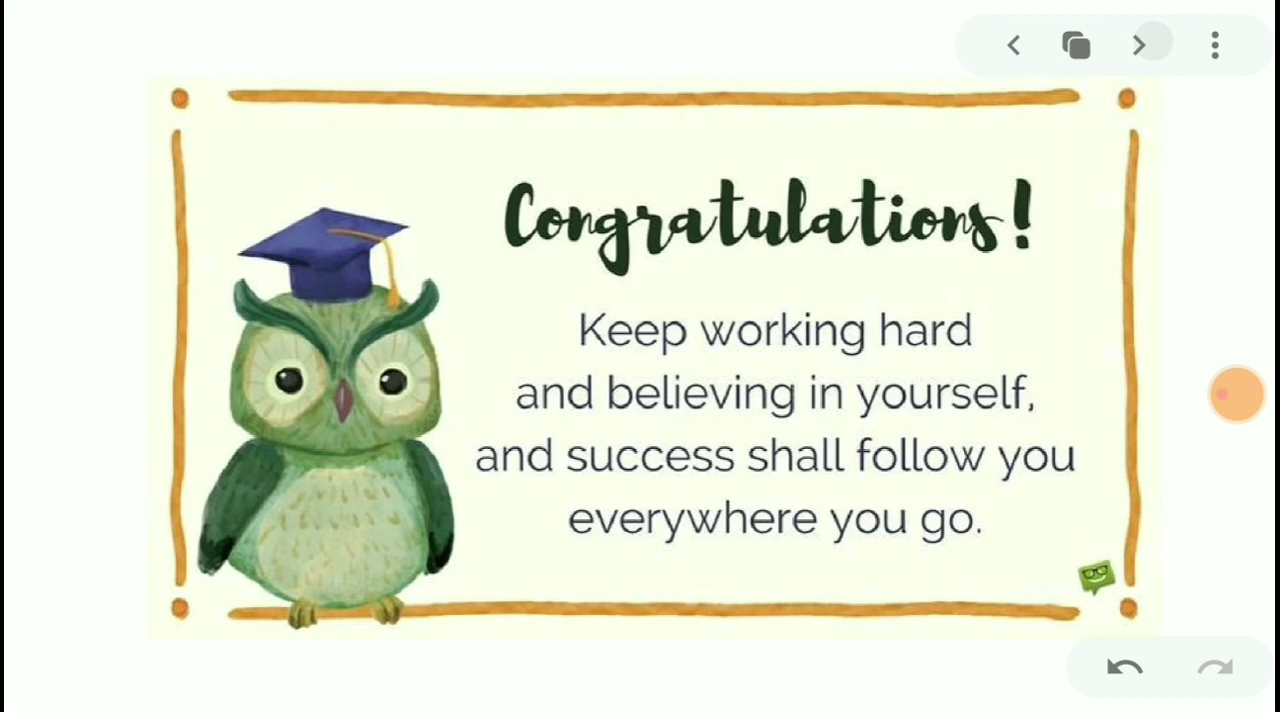 Congratulations!
Keep working hard
and believing in yourself,
and success shall follow you
everywhere you go.